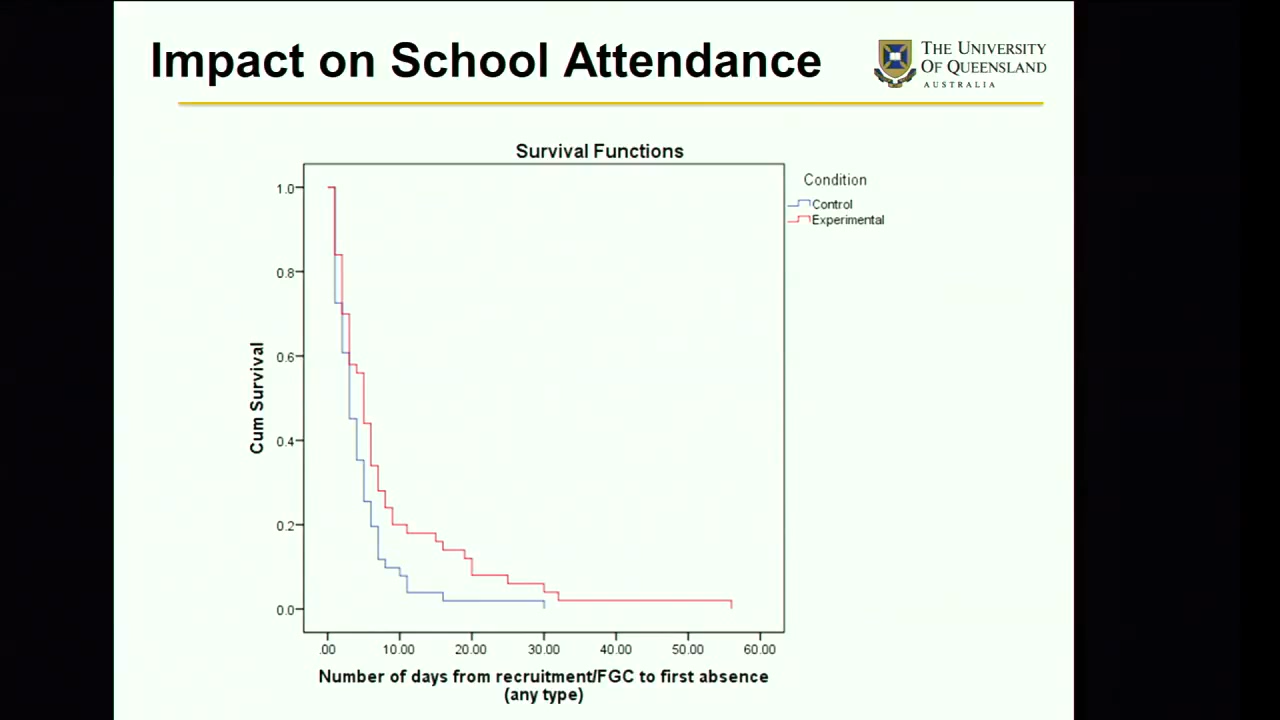 Impact on School Attendance
THE UNIVERSITY
OF QUEENSLAND
AUSTRALIA
Survival Functions
Condition
Control
Experimental
Cum Survival
1.0
0.8
0.6
0.4
0.2
0.0
.00 10.00 20.00 30.00 40.00 50.00 60.00
Number of days from recruitment/FGC to first absence
(any type)